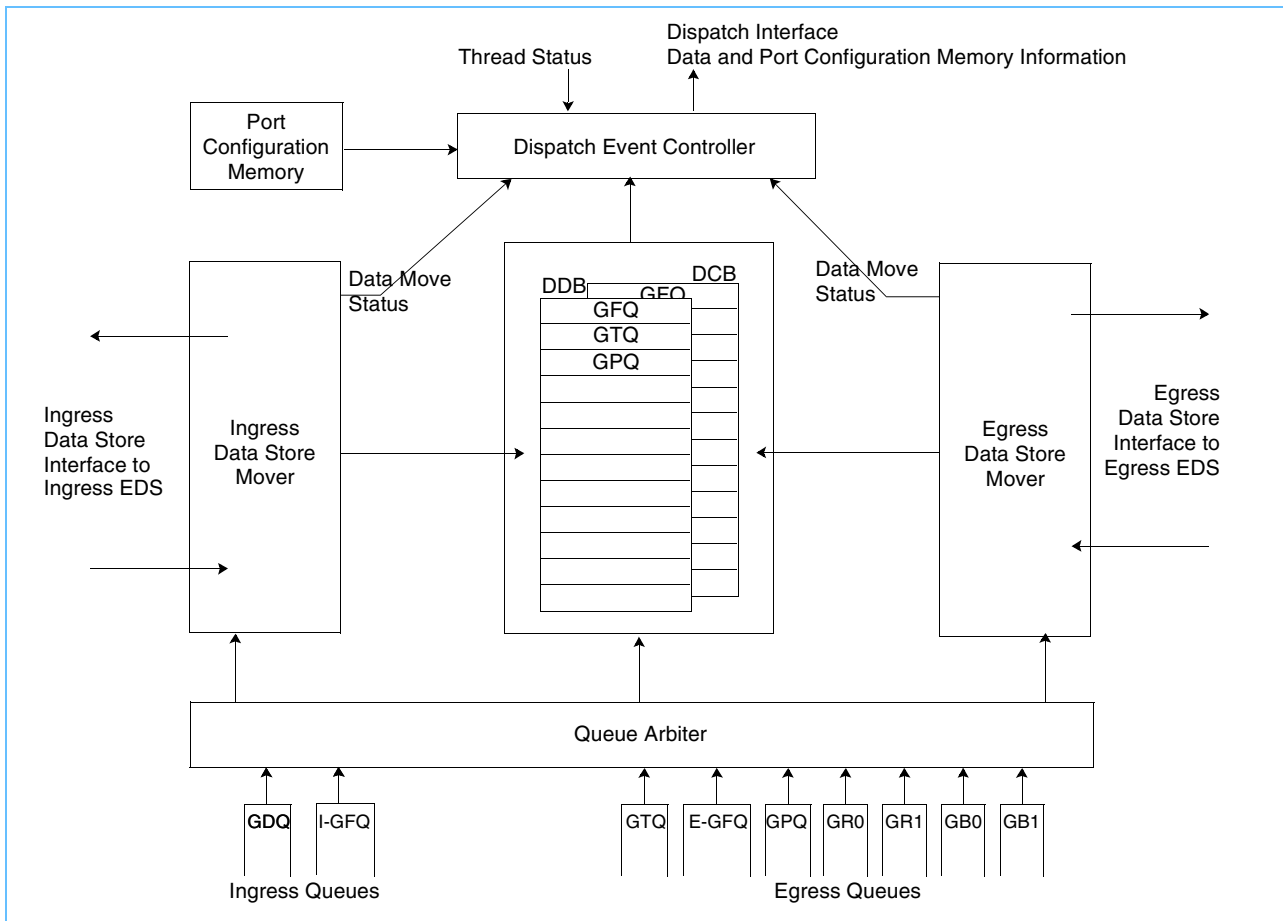 Dispatch Interface
Data and Port Configuration Memory Information
Thread Status
Port
Configuration
Memory
Dispatch Event Controller
Data Move
Status
DDB
DCB
GFQ
GFQ
GTQ
GPQ
Data Move
Status
Ingress
Data Store
Interface to
Ingress EDS
Ingress
Data Store
Mover
Egress
Data Store
Mover
Egress
Data Store
Interface to
Egress EDS
Queue Arbiter
GDQ
I-GFQ
GTQ
E-GFQ
GPQ
GR0
GR1
GB0
GB1
Ingress Queues
Egress Queues